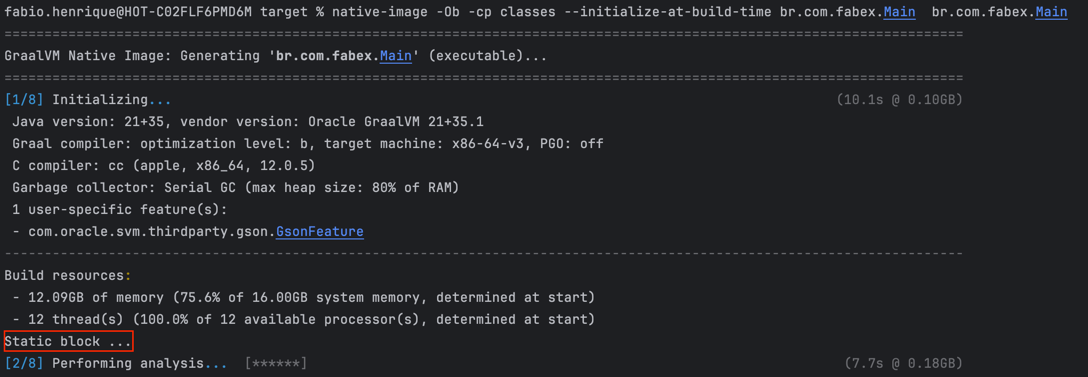 fabio.henrique@HOT-C02FLF6PMD6M target % native-image -Ob -cp classes --initialize-at-build-time br.com.fabex.Main  br.com.fabex.Main
========================================================================================================================
GraalVM Native Image: Generating 'br.com.fabex.Main' (executable)...
========================================================================================================================
[1/8] Initializing... (10.1s @ 0.10GB)
 Java version: 21+35, vendor version: Oracle GraalVM 21+35.1
 Graal compiler: optimization level: b, target machine: x86-64-v3, PGO: off
 C compiler: cc (apple, x86_64, 12.0.5)
 Garbage collector: Serial GC (max heap size: 80% of RAM)
 1 user-specific feature(s):
 - com.oracle.svm.thirdparty.gson.GsonFeature
------------------------------------------------------------------------------------------------------------------------
Build resources:
 - 12.09GB of memory (75.6% of 16.00GB system memory, determined at start)
 - 12 thread(s) (100.0% of 12 available processor(s), determined at start)
Static block ...
[2/8] Performing analysis...  [******] (7.7s @ 0.18GB)